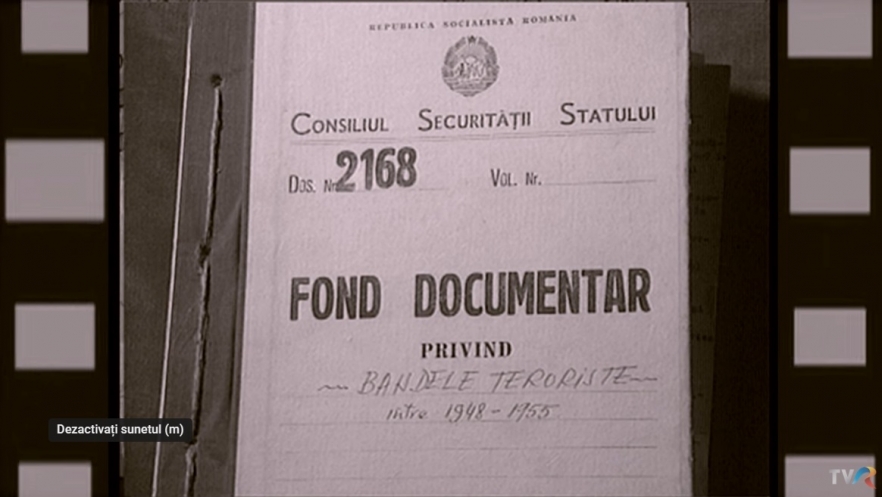 REPUBLICA SOCIALISTĂ ROMÂNIA
CONSILIUL SECURITĂȚII STATULUI
DOS. Nr. 2168 VOL. NR.
FOND DOCUMENTAR
PRIVIND
BANDELE TERORISTE
între 1948-1955
Dezactivați sunetul (m)
TVR